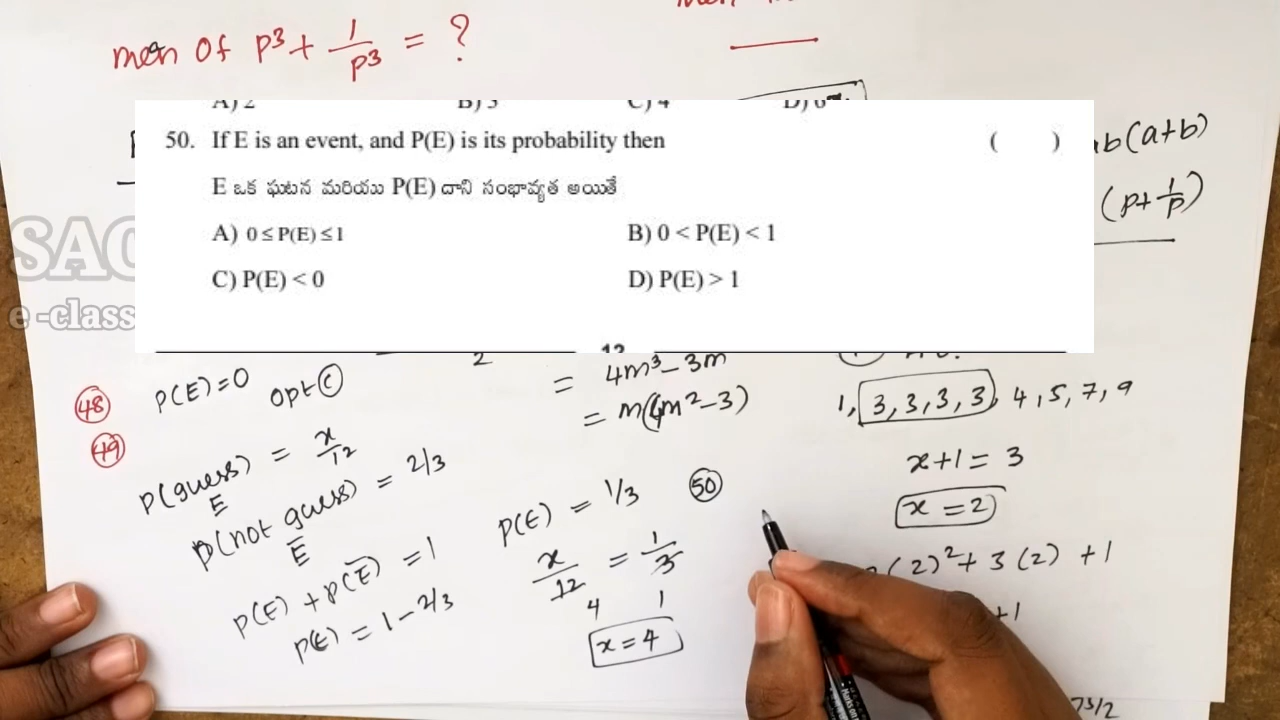 mean of p³ + 1/p³ = ?
50. If E is an event, and P(E) is its probability then ( )
E ఒక ఘటన మరియు P(E) దాని సంభావ్యత అయితే
A) 0 ≤ P(E) ≤ 1 B) 0 < P(E) < 1
C) P(E) < 0 D) P(E) > 1
ab(a+b)
(p+1/p)
SAC
e-class
48 P(E)=0 opt C
49
P(guess) = x/12
E
P(not guess) = 2/3
E̅
P(E) + P(E̅) = 1
P(E) = 1 - 2/3
= 4m³-3m
= m(4m²-3)
P(E) = 1/3
x/12 = 1/3
4 1
x=4
50
1, 3,3,3,3, 4,5,7,9
x+1 = 3
x = 2
(2)²+3(2)+1
+1